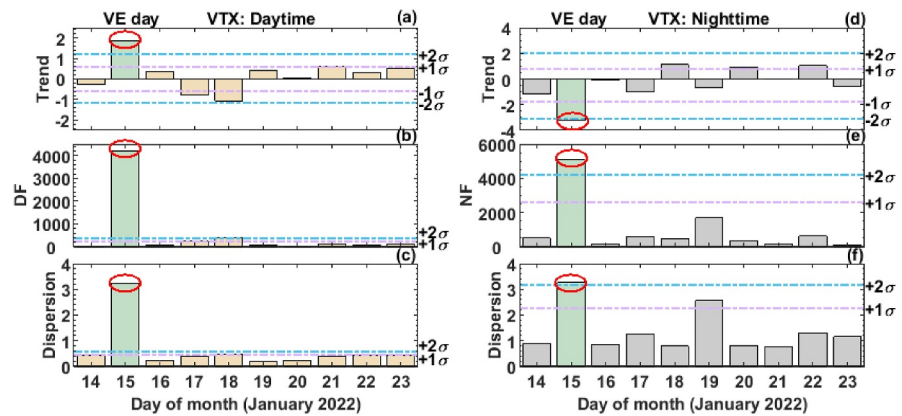 VE day VTX: Daytime (a)
2
1
0
-1
-2
Trend
+2σ
+1σ
-1σ
-2σ
(b)
4000
3000
2000
1000
0
DF
+2σ
+1σ
(c)
4
3
2
1
0
Dispersion
+2σ
+1σ
14 15 16 17 18 19 20 21 22 23
Day of month (January 2022)
VE day VTX: Nighttime (d)
4
2
0
-2
-4
Trend
+2σ
+1σ
-1σ
-2σ
(e)
6000
4000
2000
0
NF
+2σ
+1σ
(f)
4
3
2
1
0
Dispersion
+2σ
+1σ
14 15 16 17 18 19 20 21 22 23
Day of month (January 2022)